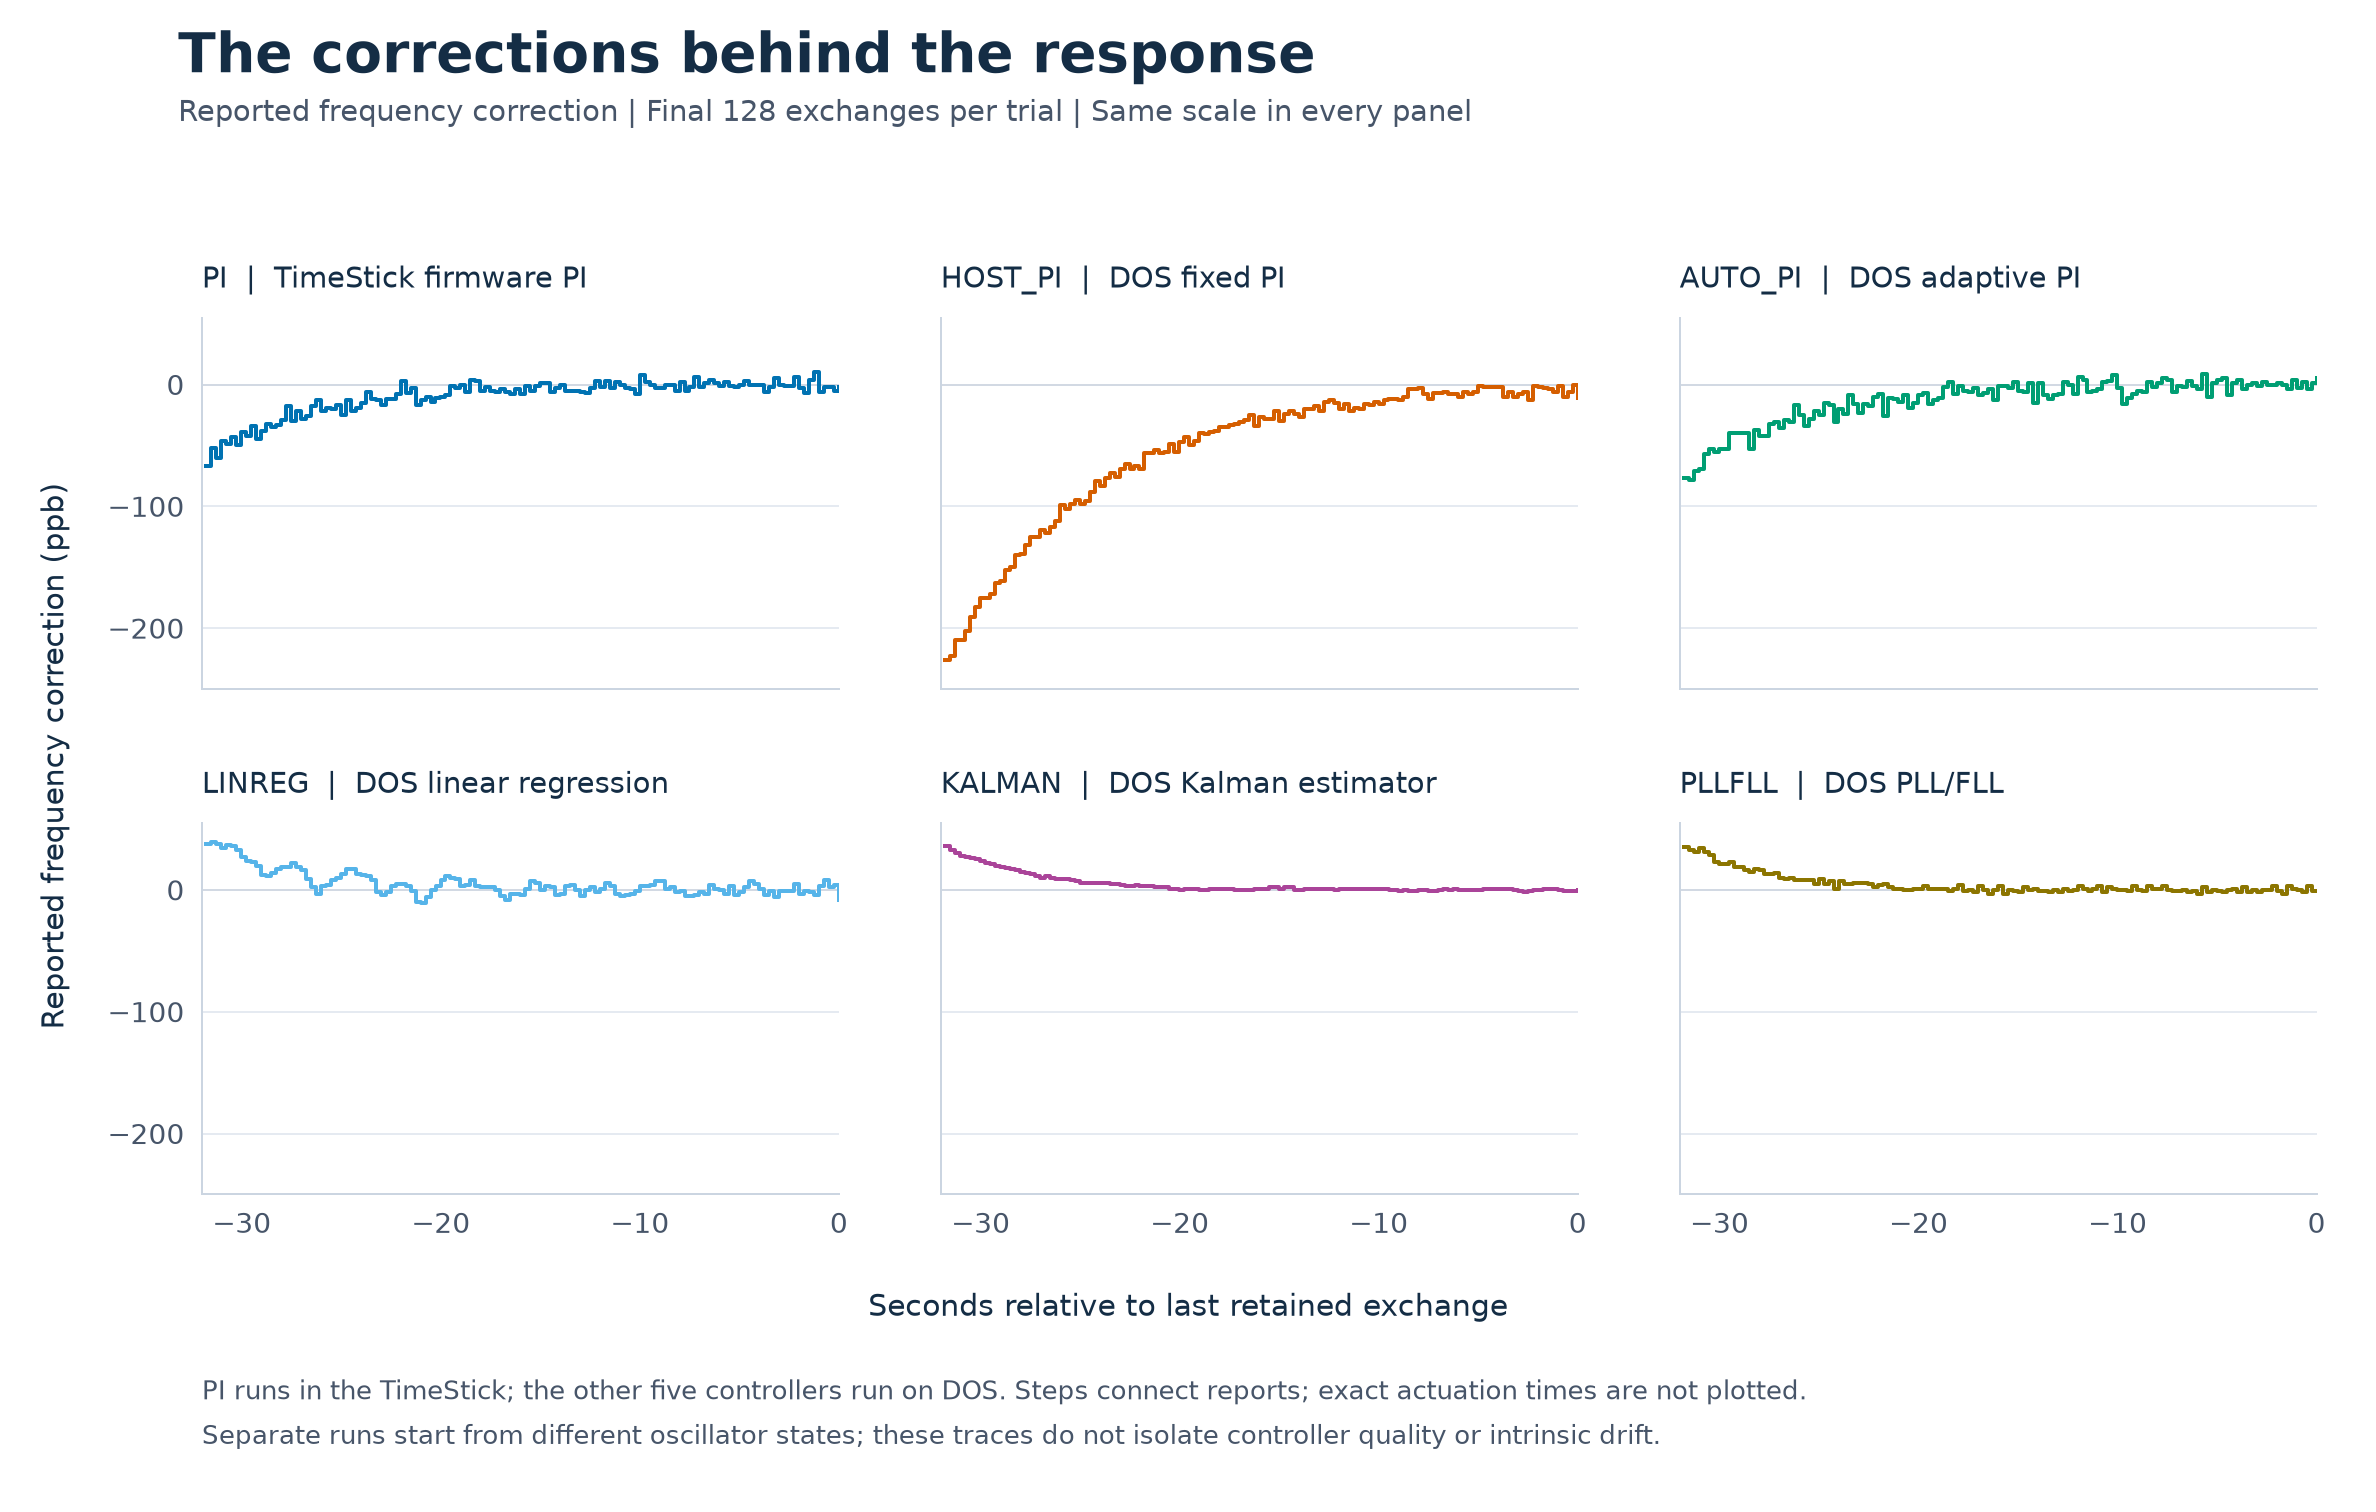 The corrections behind the response
Reported frequency correction | Final 128 exchanges per trial | Same scale in every panel
PI | TimeStick firmware PI
HOST_PI | DOS fixed PI
AUTO_PI | DOS adaptive PI
0
−100
−200
Reported frequency correction (ppb)
LINREG | DOS linear regression
KALMAN | DOS Kalman estimator
PLLFLL | DOS PLL/FLL
0
−100
−200
−30 −20 −10 0
−30 −20 −10 0
−30 −20 −10 0
Seconds relative to last retained exchange
PI runs in the TimeStick; the other five controllers run on DOS. Steps connect reports; exact actuation times are not plotted.
Separate runs start from different oscillator states; these traces do not isolate controller quality or intrinsic drift.